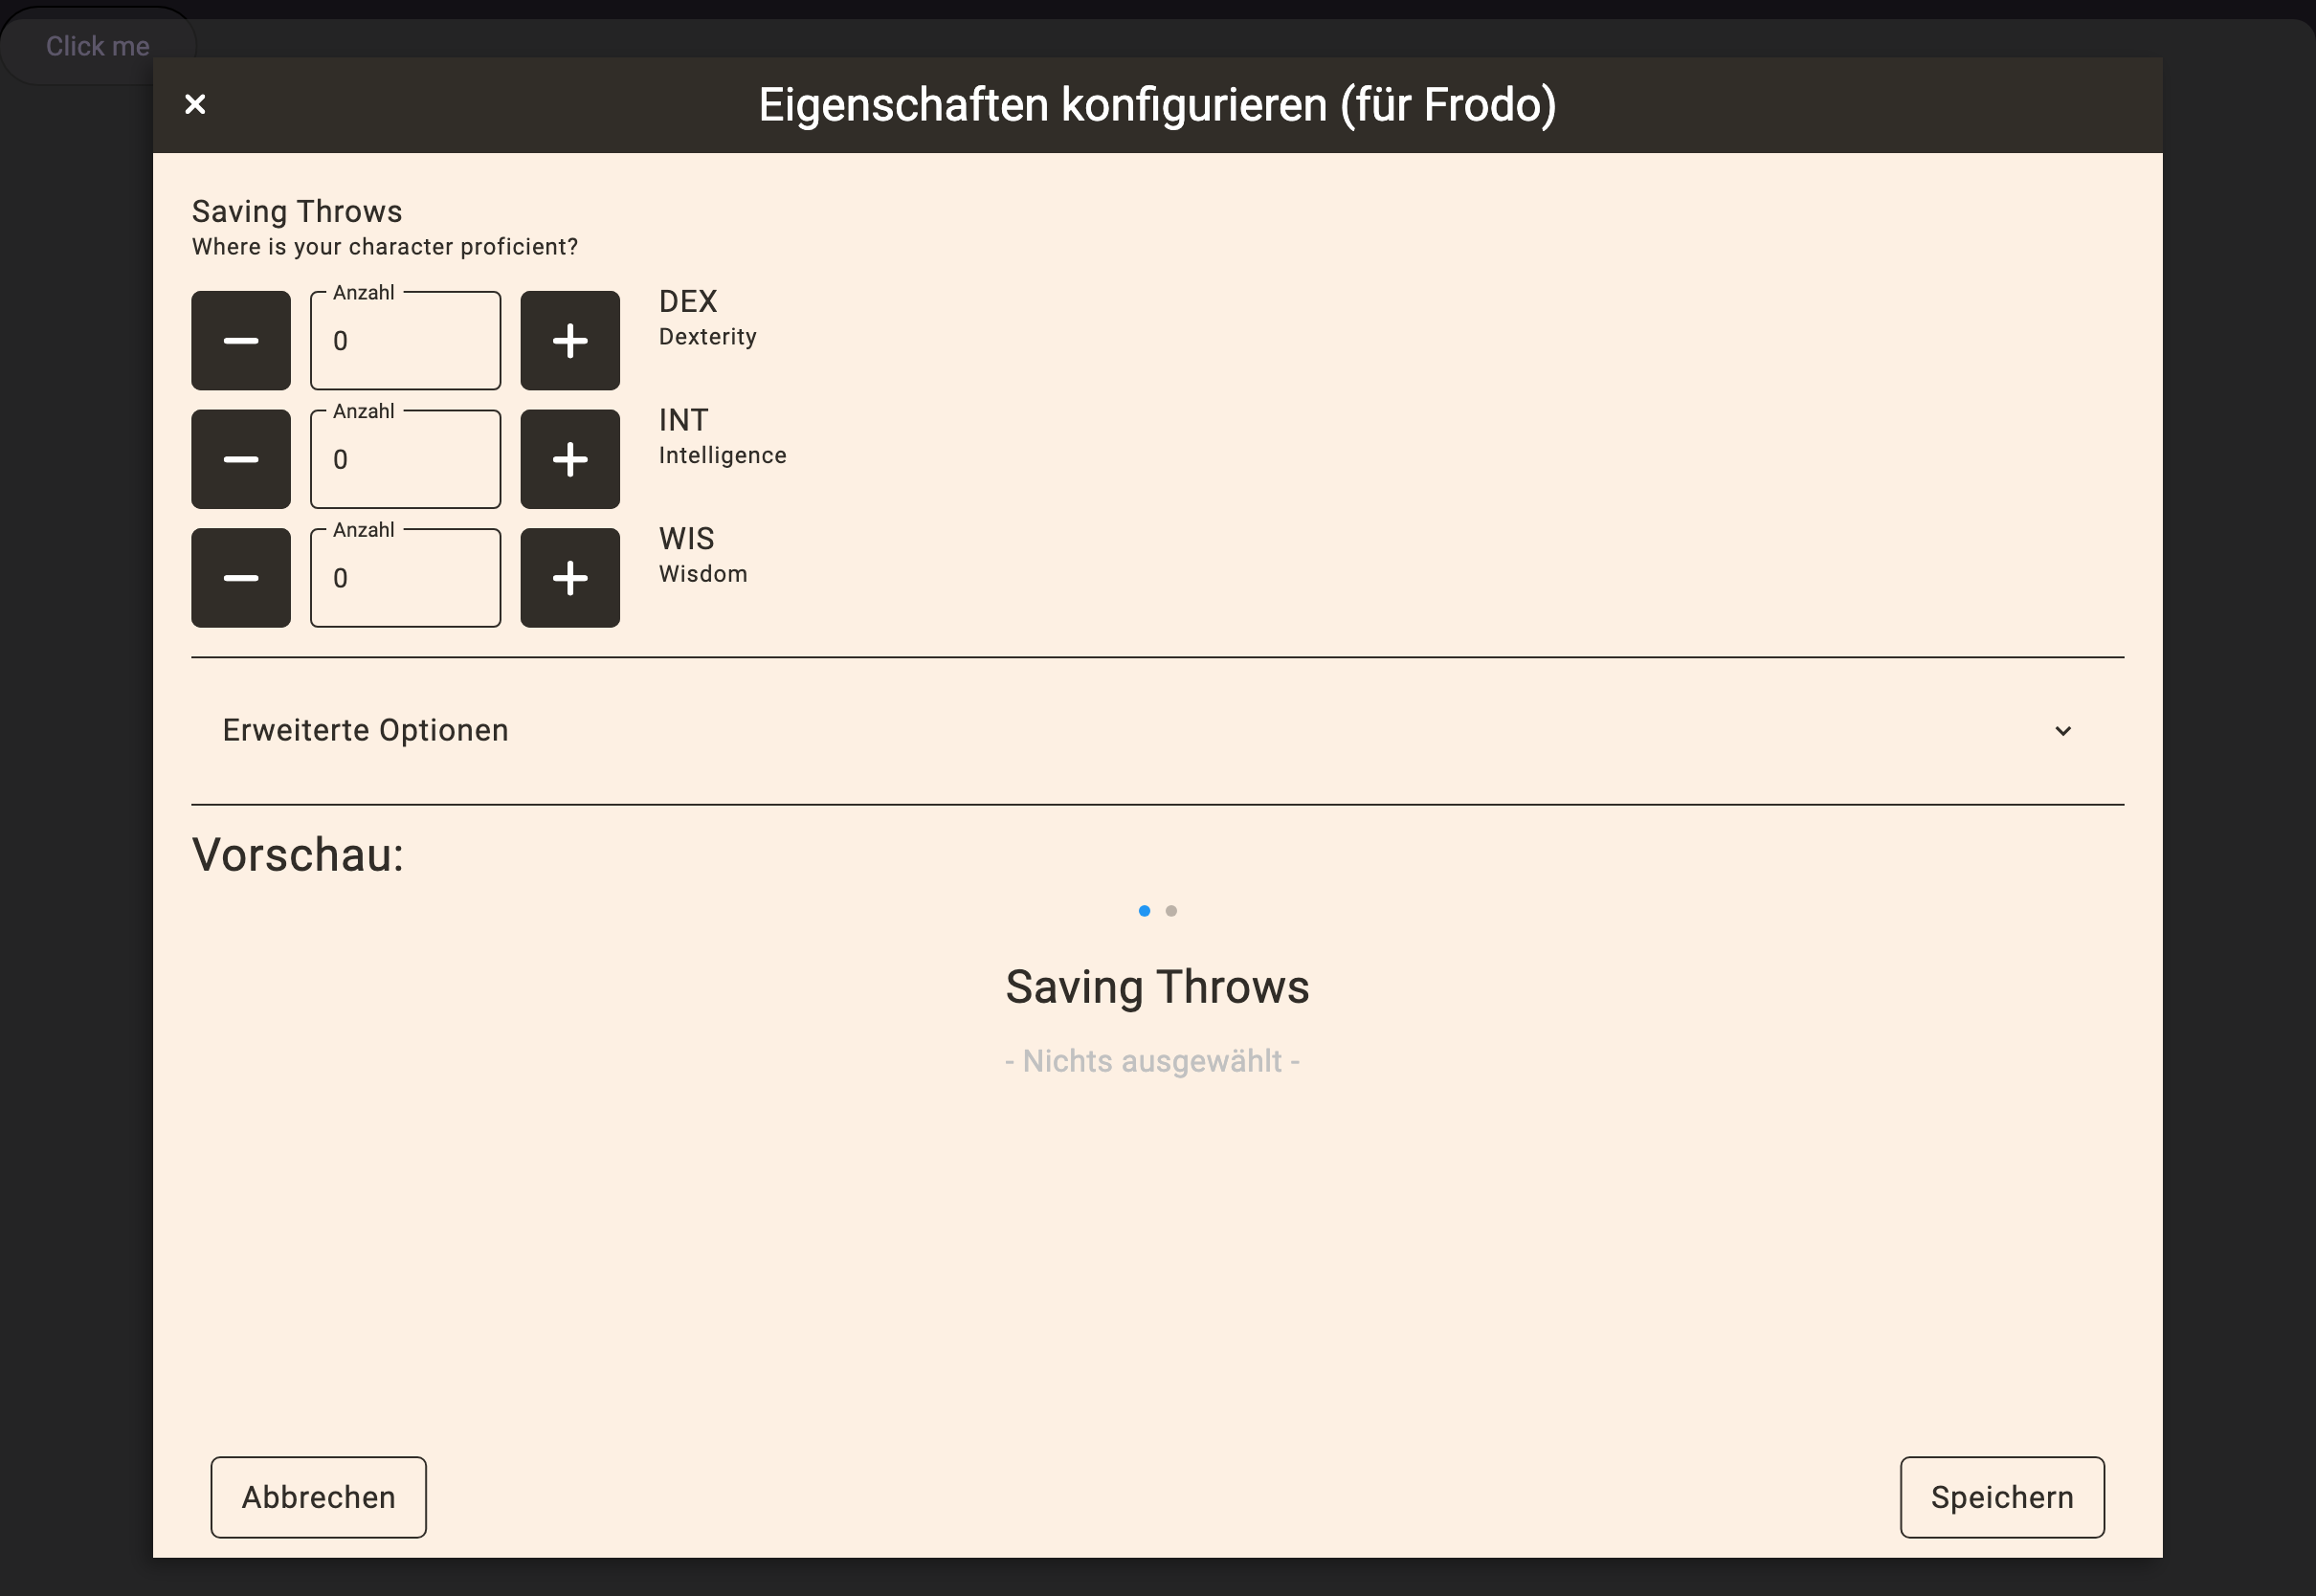 Click me
Eigenschaften konfigurieren (für Frodo)
Saving Throws
Where is your character proficient?
Anzahl
0
DEX
Dexterity
Anzahl
0
INT
Intelligence
Anzahl
0
WIS
Wisdom
Erweiterte Optionen
Vorschau:
Saving Throws
- Nichts ausgewählt -
Abbrechen
Speichern